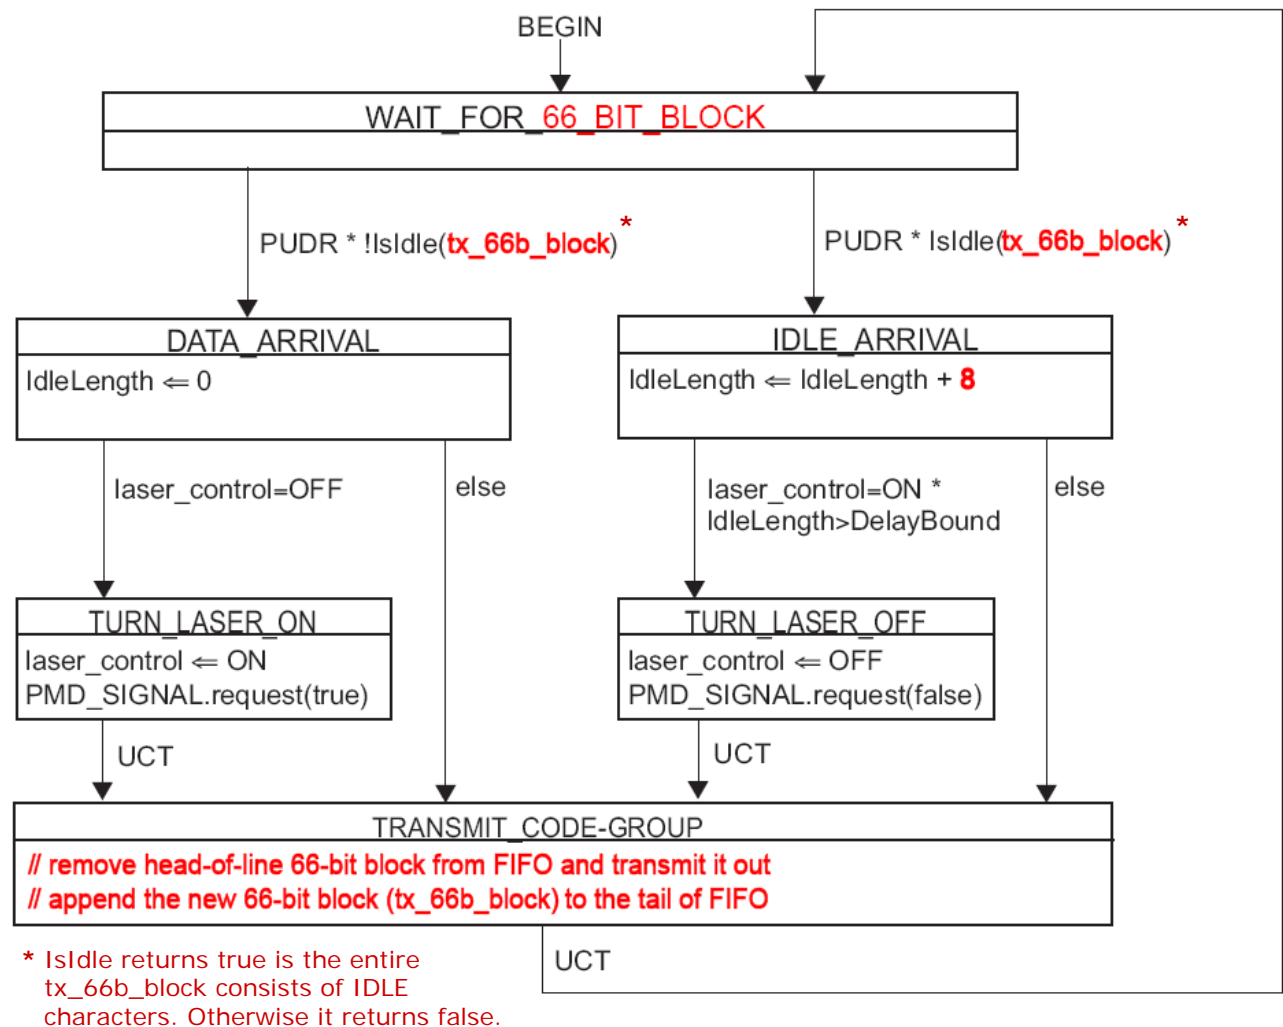 BEGIN
WAIT_FOR_66_BIT_BLOCK
PUDR * !IsIdle(tx_66b_block)*
PUDR * IsIdle(tx_66b_block)*
DATA_ARRIVAL
IdleLength ⇐ 0
IDLE_ARRIVAL
IdleLength ⇐ IdleLength + 8
laser_control=OFF
else
laser_control=ON *
IdleLength>DelayBound
else
TURN_LASER_ON
laser_control ⇐ ON
PMD_SIGNAL.request(true)
TURN_LASER_OFF
laser_control ⇐ OFF
PMD_SIGNAL.request(false)
UCT
UCT
TRANSMIT_CODE-GROUP
// remove head-of-line 66-bit block from FIFO and transmit it out
// append the new 66-bit block (tx_66b_block) to the tail of FIFO
UCT
* IsIdle returns true is the entire
tx_66b_block consists of IDLE
characters. Otherwise it returns false.